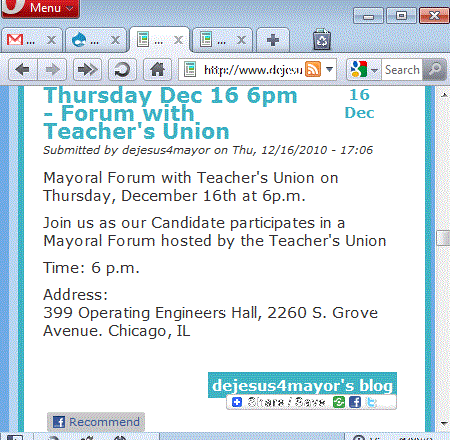 Menu
...
...
...
...
http://www.dejesu
Search
Thursday Dec 16 6pm
- Forum with
Teacher's Union
16
Dec
Submitted by dejesus4mayor on Thu, 12/16/2010 - 17:06
Mayoral Forum with Teacher's Union on
Thursday, December 16th at 6p.m.
Join us as our Candidate participates in a
Mayoral Forum hosted by the Teacher's Union
Time: 6 p.m.
Address:
399 Operating Engineers Hall, 2260 S. Grove
Avenue. Chicago, IL
dejesus4mayor's blog
Share / Save
Recommend